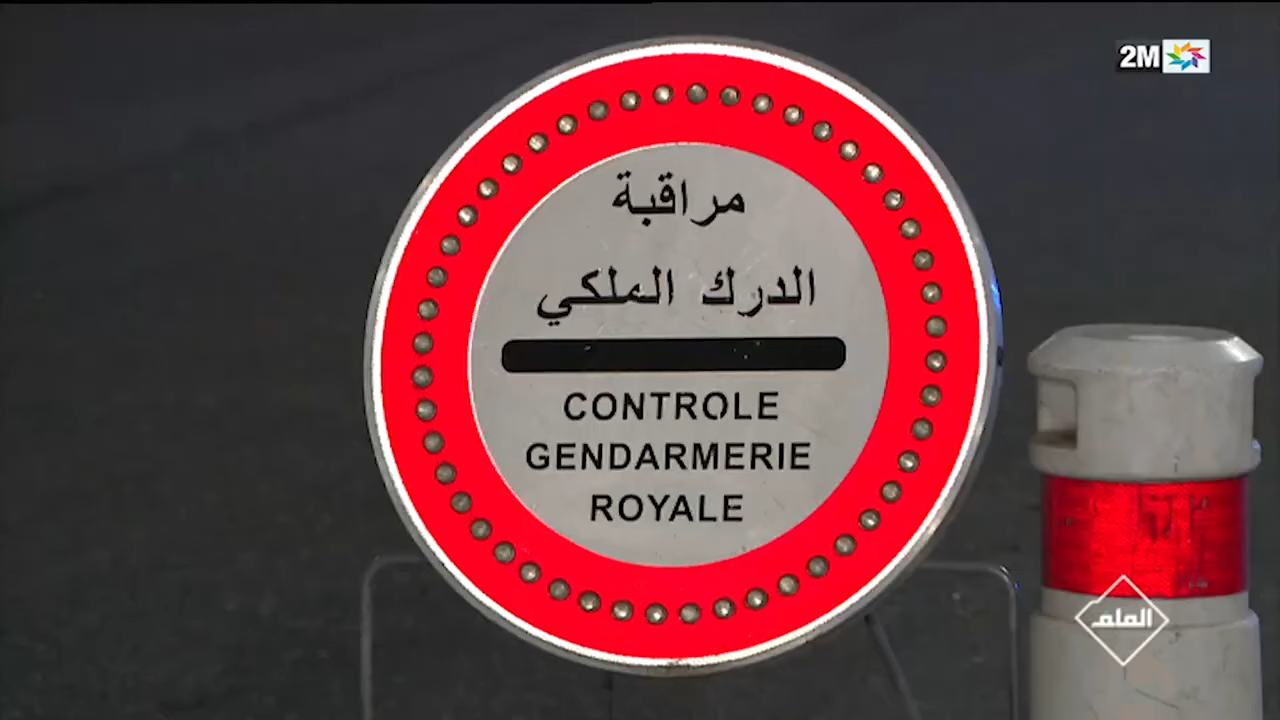 2M
مراقبة
الدرك الملكي
CONTROLE
GENDARMERIE
ROYALE
الملف